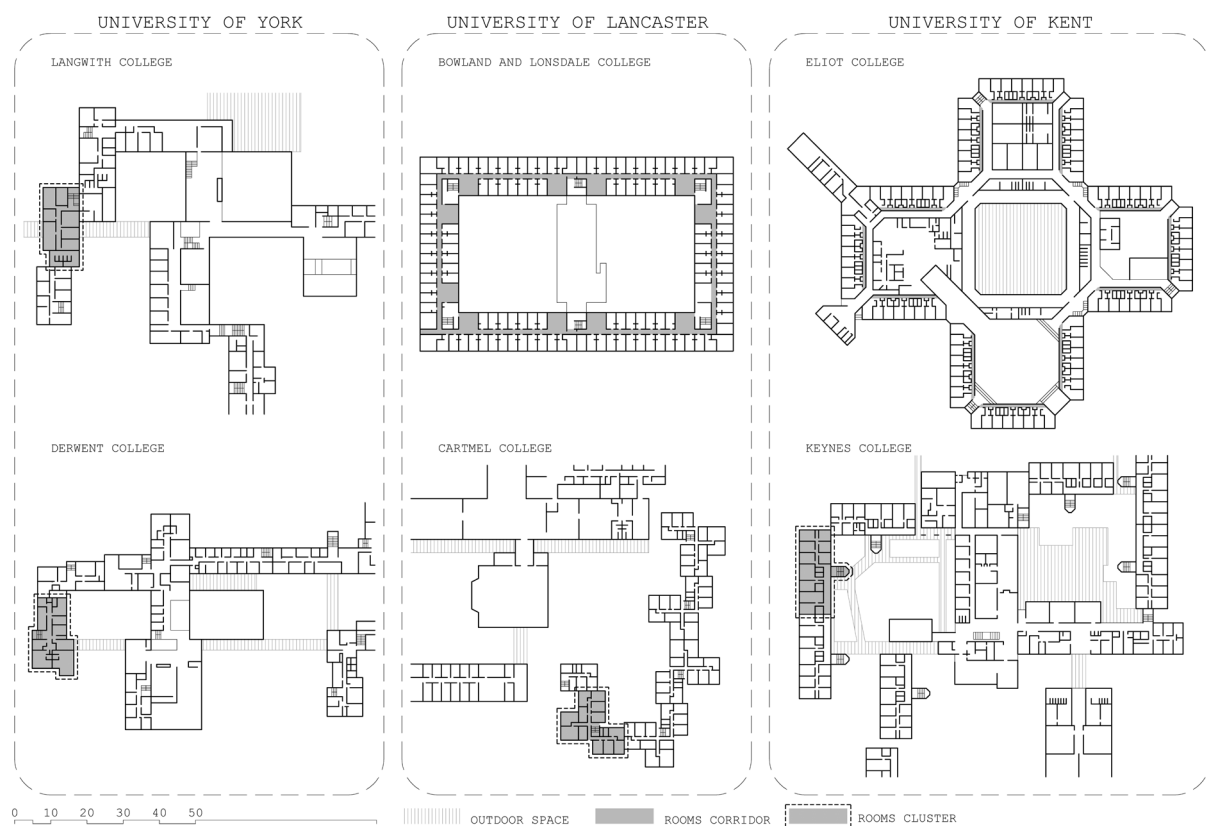 UNIVERSITY OF YORK
UNIVERSITY OF LANCASTER
UNIVERSITY OF KENT
LANGWITH COLLEGE
BOWLAND AND LONSDALE COLLEGE
ELIOT COLLEGE
DERWENT COLLEGE
CARTMEL COLLEGE
KEYNES COLLEGE
0 10 20 30 40 50
OUTDOOR SPACE
ROOMS CORRIDOR
ROOMS CLUSTER